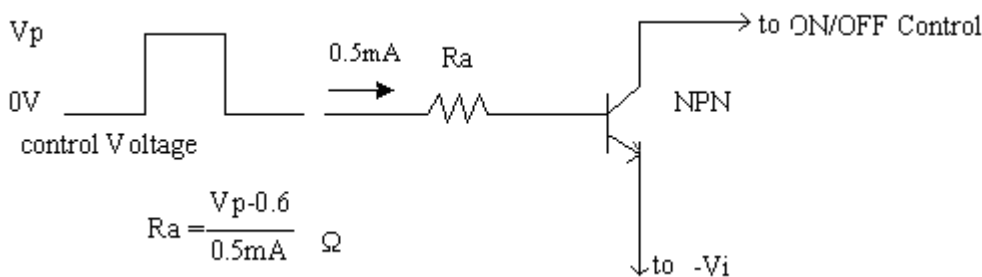 Vp
to ON/OFF Control
0.5mA
Ra
0V
NPN
control Voltage
Ra = Vp-0.6
0.5mA
Ω
to -Vi